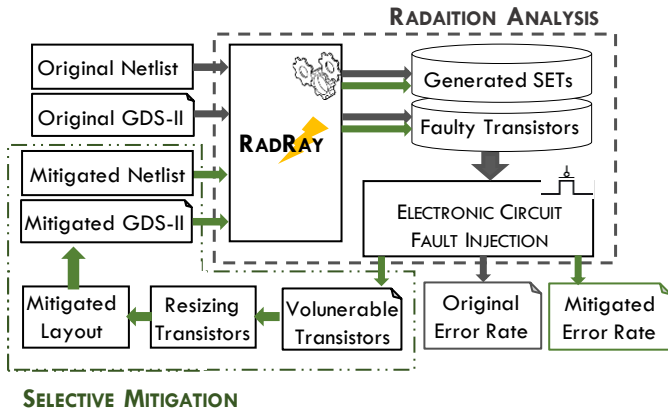 RADAITION ANALYSIS
Original Netlist
Original GDS-II
Mitigated Netlist
Mitigated GDS-II
RADRAY
Generated SETs
Faulty Transistors
ELECTRONIC CIRCUIT
FAULT INJECTION
Mitigated
Layout
Resizing
Transistors
Volunerable
Transistors
Original
Error Rate
Mitigated
Error Rate
SELECTIVE MITIGATION